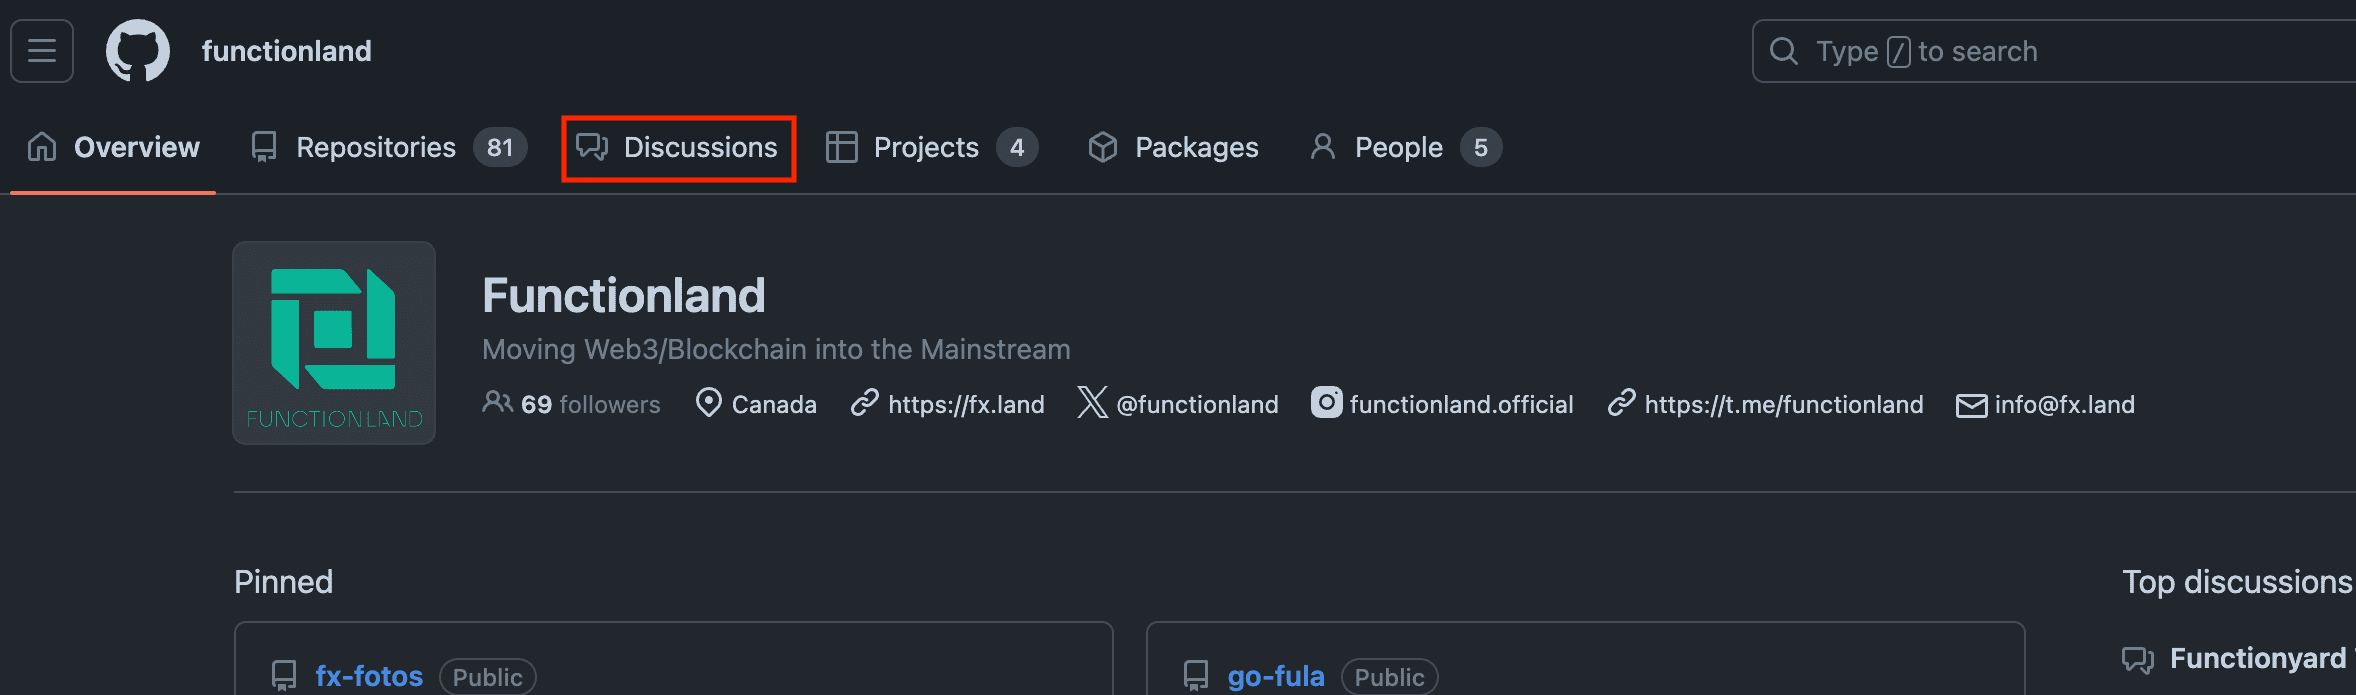 functionland
Type / to search
Overview Repositories 81 Discussions Projects 4 Packages People 5
FUNCTIONLAND
Functionland
Moving Web3/Blockchain into the Mainstream
69 followers Canada https://fx.land @functionland functionland.official https://t.me/functionland info@fx.land
Pinned
Top discussions
fx-fotos Public
go-fula Public
Functionyard